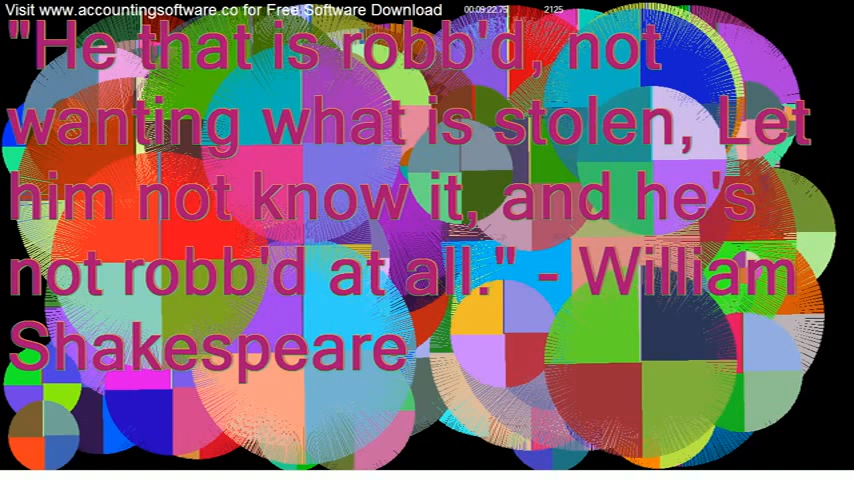 Visit www.accountingsoftware.co for Free Software Download
00:09:22.75
2125
"He that is robb'd, not
wanting what is stolen, Let
him not know it, and he's
not robb'd at all." - William
Shakespeare